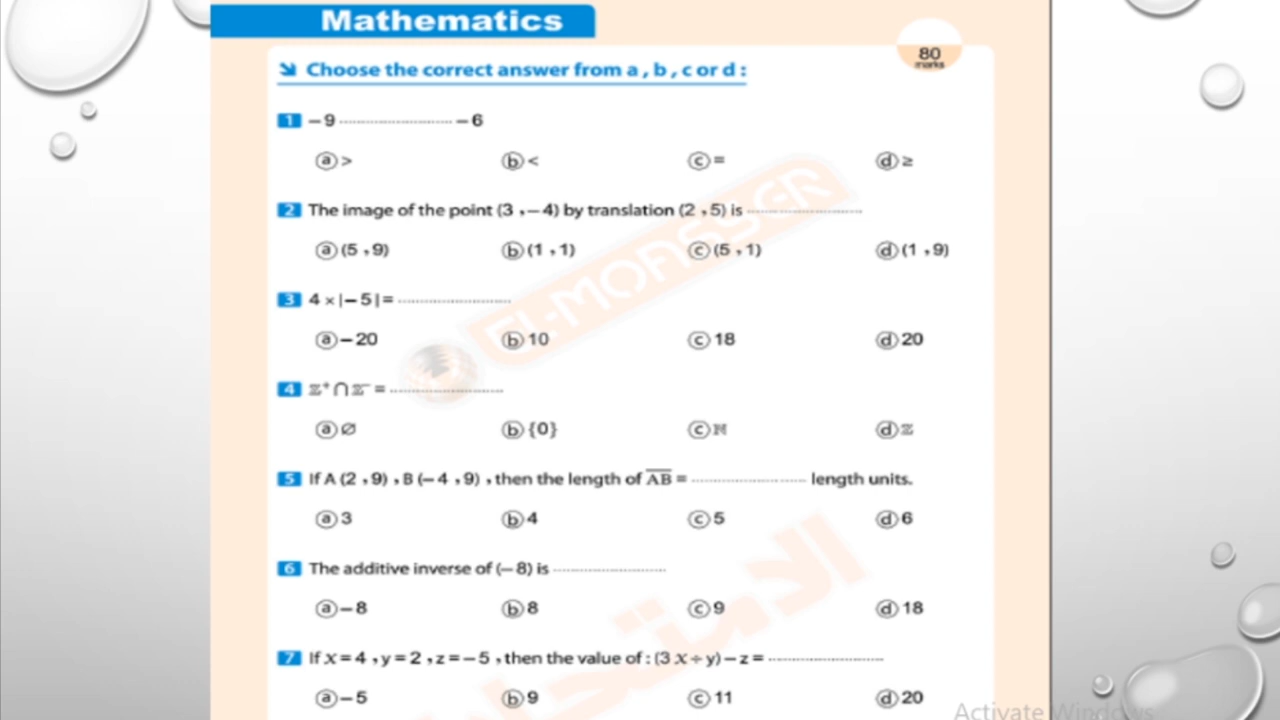 Mathematics
80
marks
Choose the correct answer from a , b , c or d :
1 −9 ........................ −6
ⓐ > ⓑ < ⓒ = ⓓ ≥
2 The image of the point (3 , −4) by translation (2 , 5) is ........................
ⓐ (5 , 9) ⓑ (1 , 1) ⓒ (5 , 1) ⓓ (1 , 9)
3 4 × |−5| = ........................
ⓐ −20 ⓑ 10 ⓒ 18 ⓓ 20
4 ℤ⁺ ∩ ℤ⁻ = ........................
ⓐ ∅ ⓑ {0} ⓒ ℕ ⓓ ℤ
5 If A (2 , 9) , B (−4 , 9) , then the length of A̅B̅ = ........................ length units.
ⓐ 3 ⓑ 4 ⓒ 5 ⓓ 6
6 The additive inverse of (−8) is ........................
ⓐ −8 ⓑ 8 ⓒ 9 ⓓ 18
7 If x = 4 , y = 2 , z = −5 , then the value of : (3 x ÷ y) − z = ........................
ⓐ −5 ⓑ 9 ⓒ 11 ⓓ 20
EL-MOASSER
الامتحان
Activate Windows